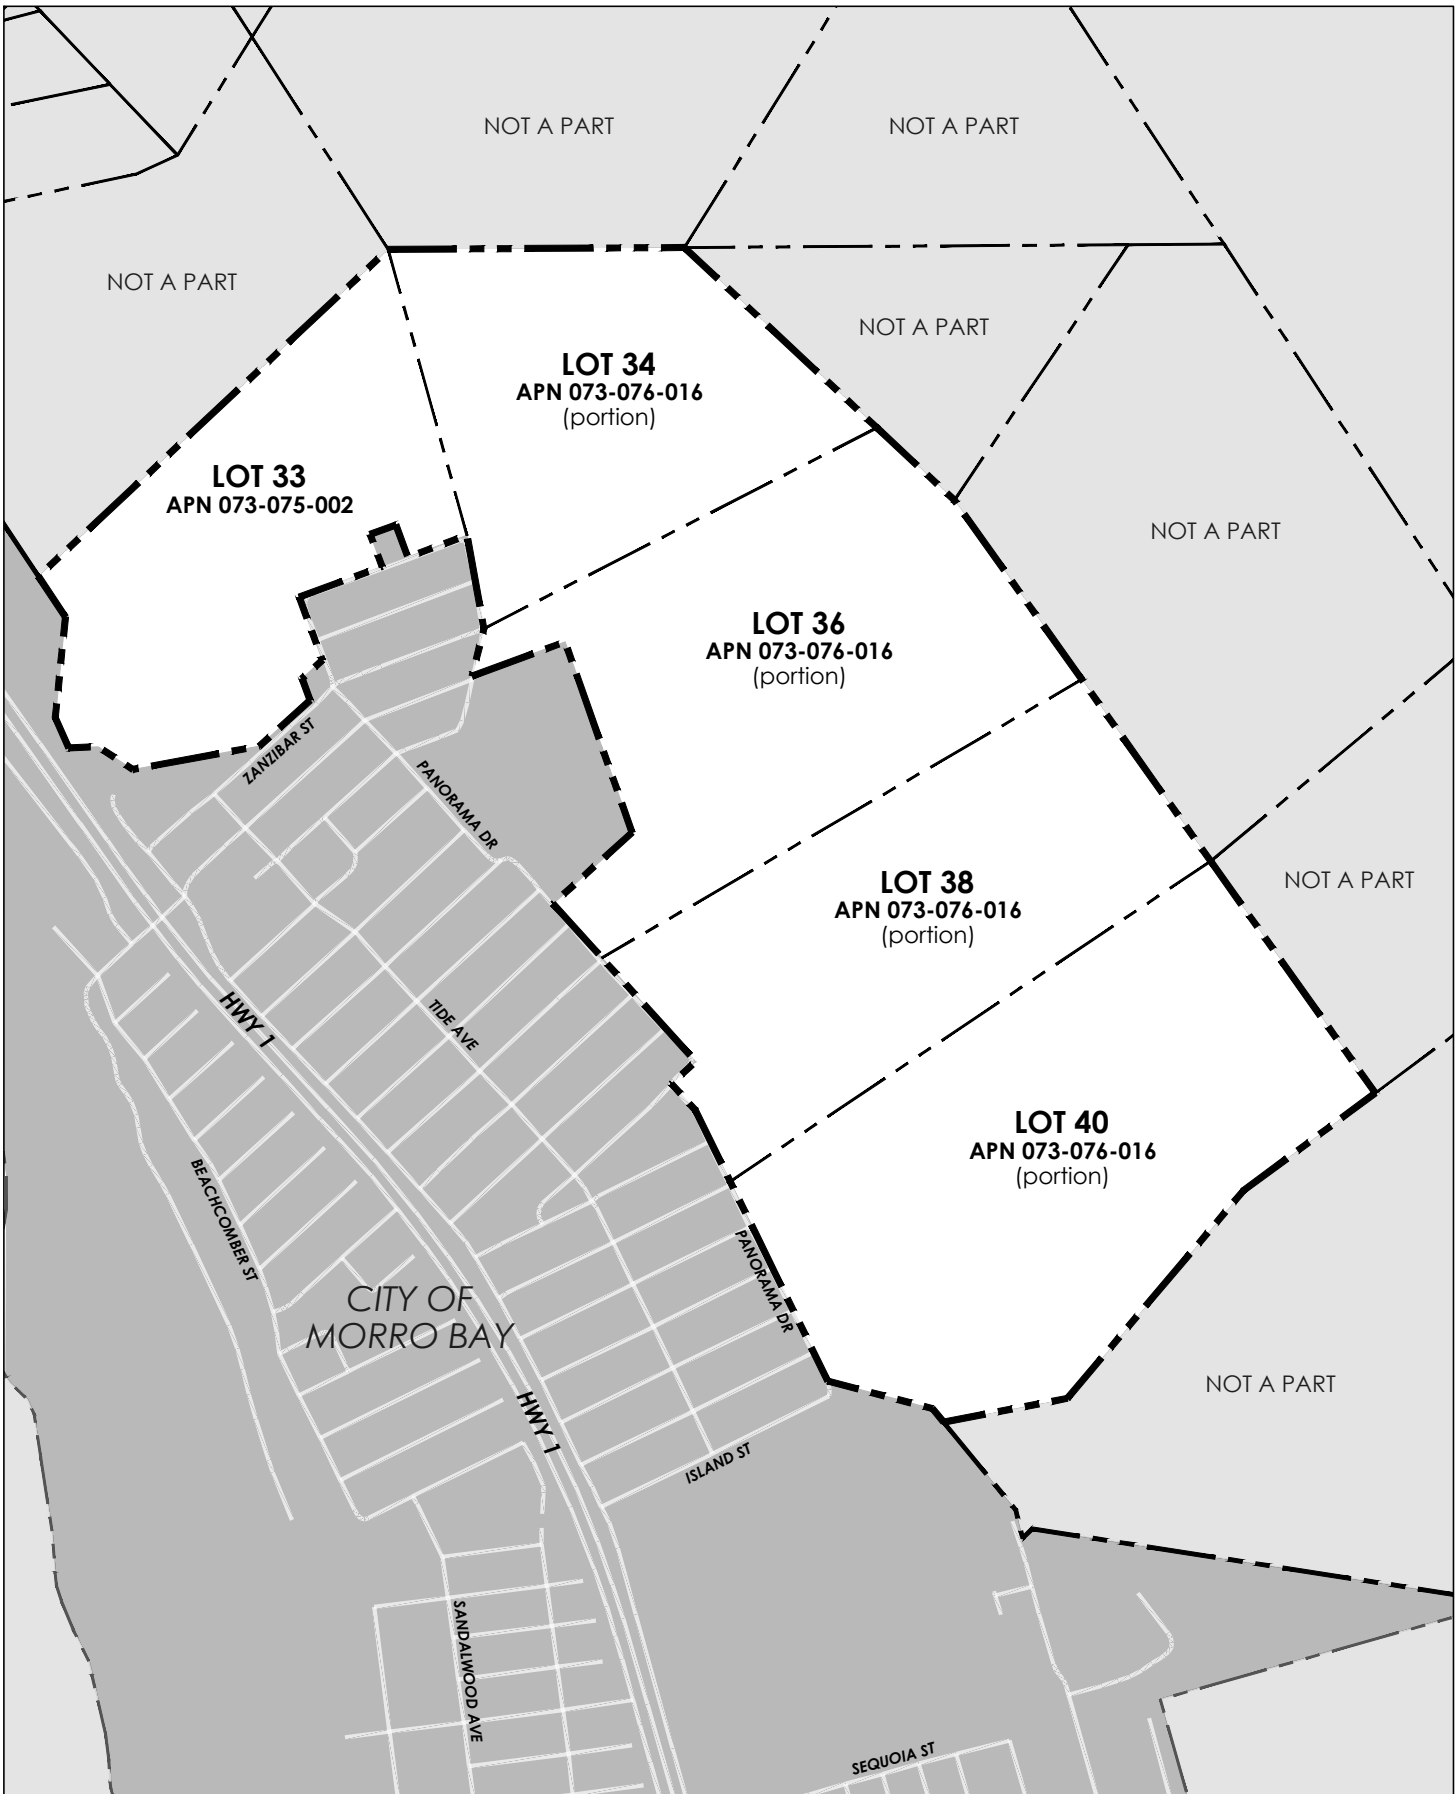 NOT A PART
NOT A PART
NOT A PART
NOT A PART
LOT 34
APN 073-076-016
(portion)
LOT 33
APN 073-075-002
NOT A PART
LOT 36
APN 073-076-016
(portion)
ZANZIBAR ST
PANORAMA DR
LOT 38
APN 073-076-016
(portion)
NOT A PART
HWY 1
TIDE AVE
LOT 40
APN 073-076-016
(portion)
BEACHCOMBER ST
PANORAMA DR
CITY OF
MORRO BAY
NOT A PART
HWY 1
ISLAND ST
SANDALWOOD AVE
SEQUOIA ST